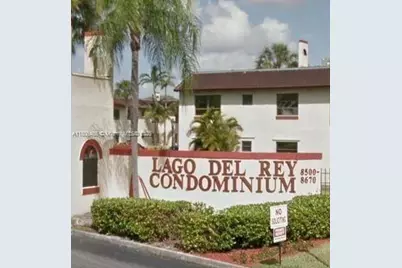 LAGO DEL REY
CONDOMINIUM
8500-
8670
NO
SOLICITING